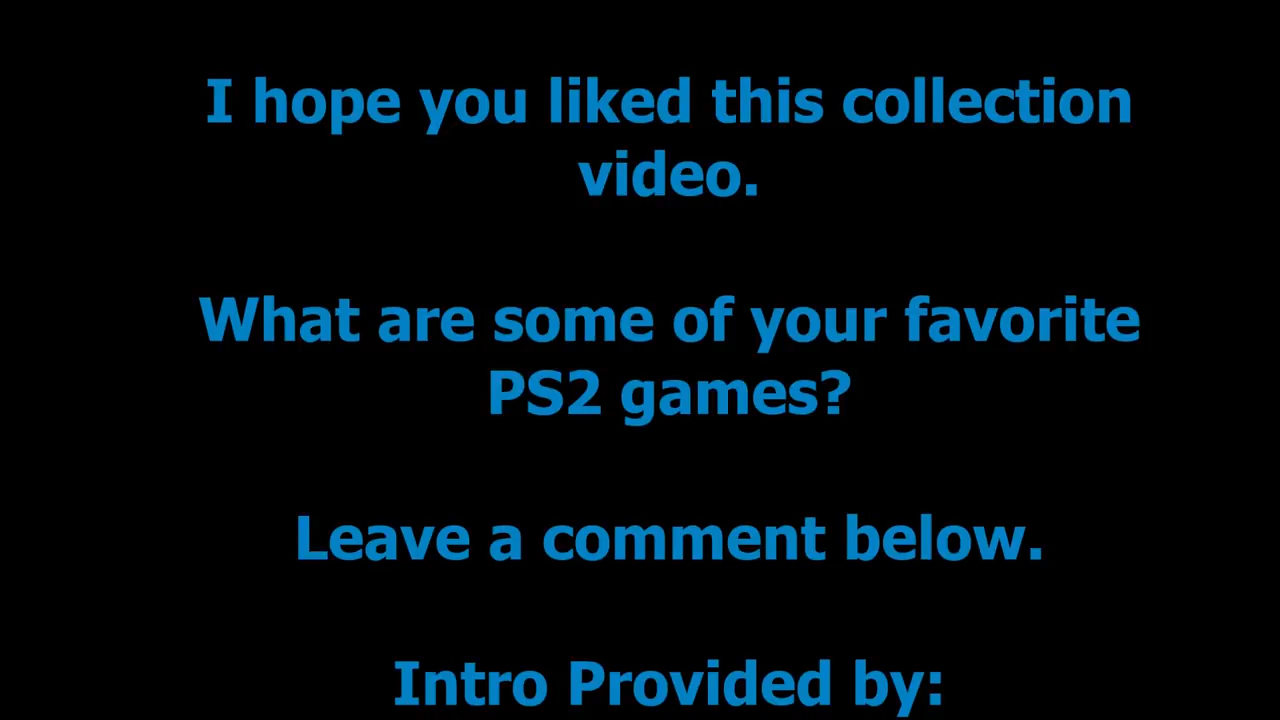 I hope you liked this collection
video.
What are some of your favorite
PS2 games?
Leave a comment below.
Intro Provided by: